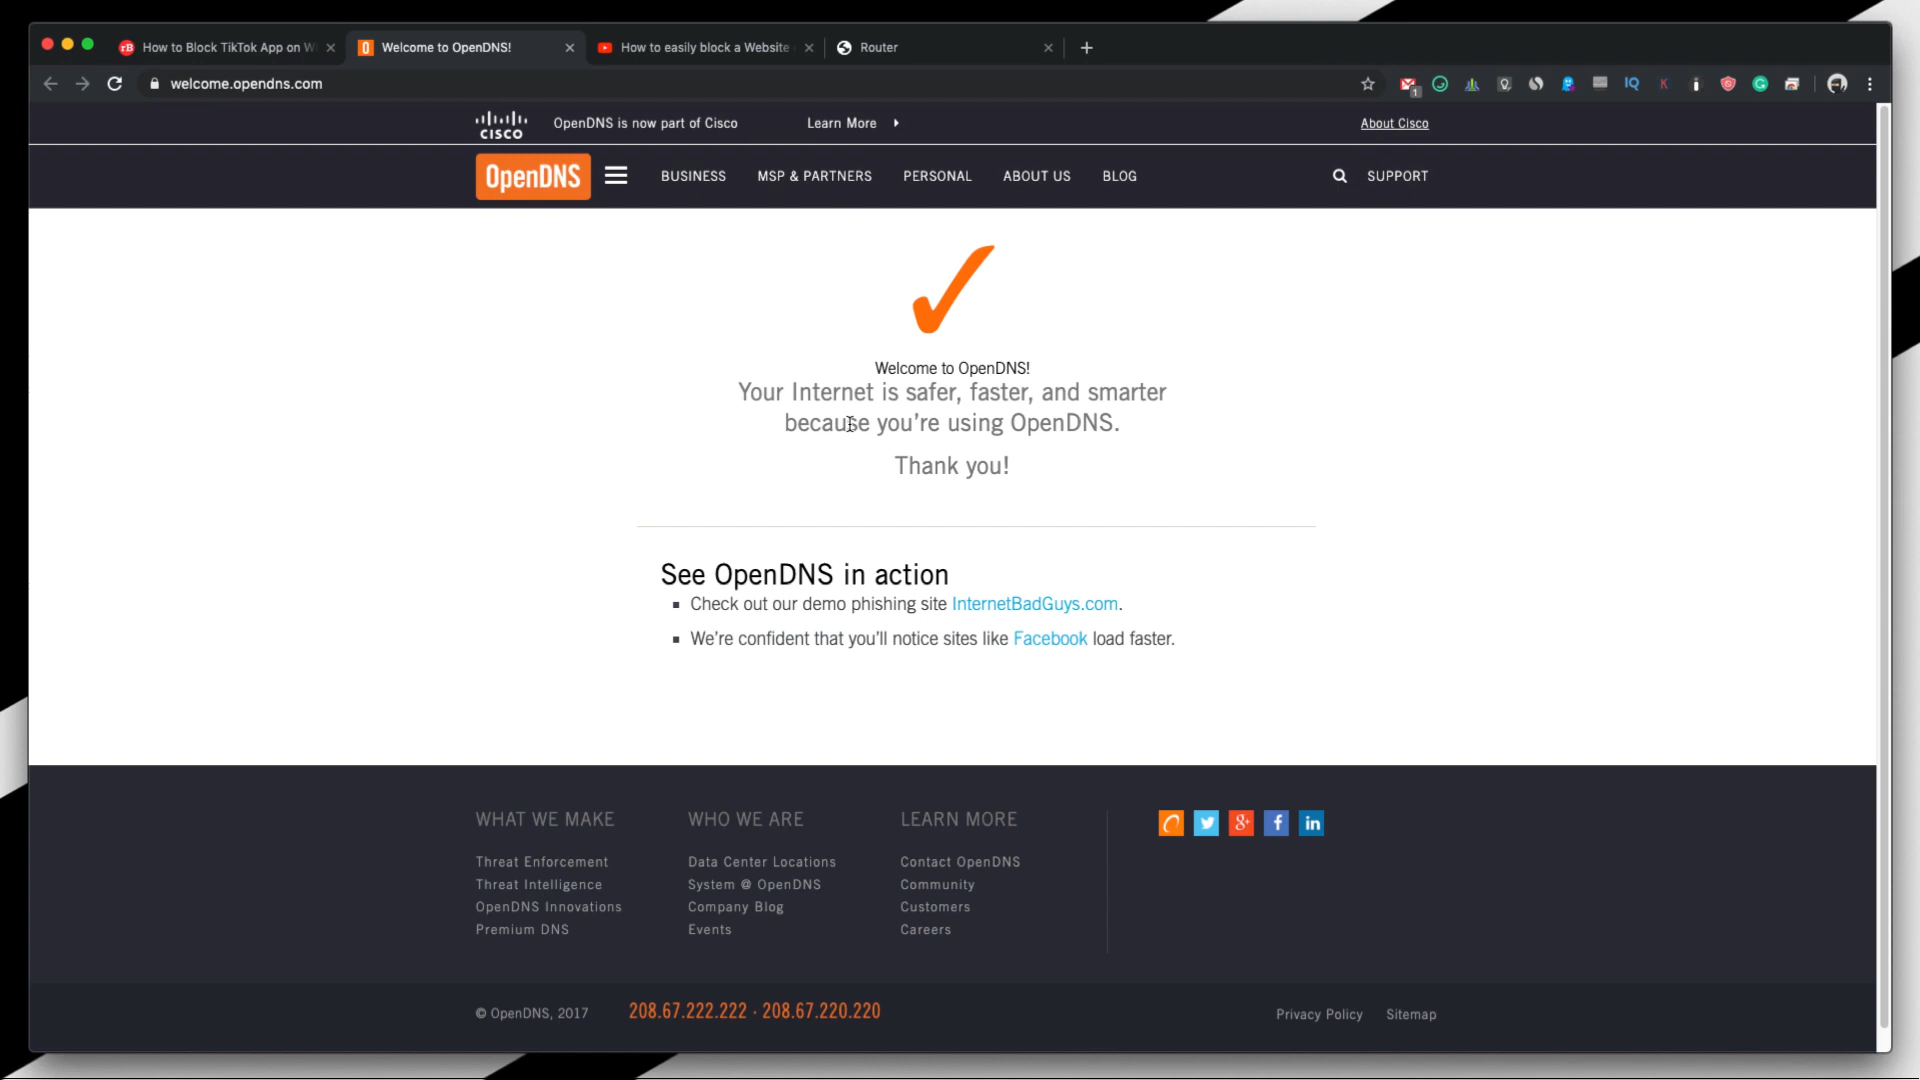 How to Block TikTok App on W
Welcome to OpenDNS!
How to easily block a Website
Router
welcome.opendns.com
1
IQ
K
CISCO
OpenDNS is now part of Cisco
Learn More
About Cisco
OpenDNS
BUSINESS
MSP & PARTNERS
PERSONAL
ABOUT US
BLOG
SUPPORT
Welcome to OpenDNS!
Your Internet is safer, faster, and smarter
because you're using OpenDNS.
Thank you!
See OpenDNS in action
Check out our demo phishing site InternetBadGuys.com.
We're confident that you'll notice sites like Facebook load faster.
WHAT WE MAKE
Threat Enforcement
Threat Intelligence
OpenDNS Innovations
Premium DNS
WHO WE ARE
Data Center Locations
System @ OpenDNS
Company Blog
Events
LEARN MORE
Contact OpenDNS
Community
Customers
Careers
© OpenDNS, 2017
208.67.222.222 · 208.67.220.220
Privacy Policy
Sitemap